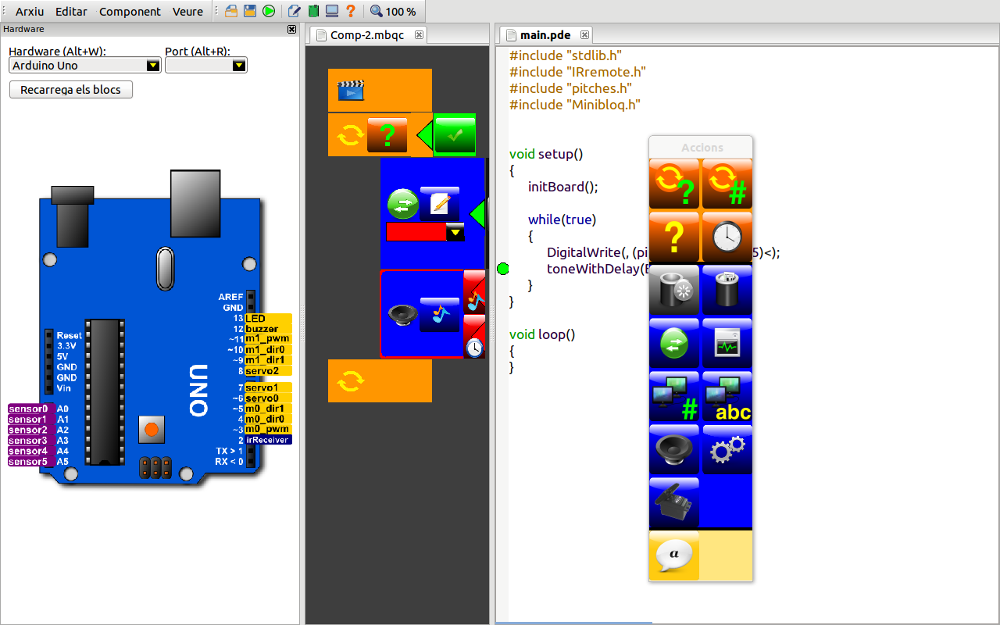 Arxiu Editar Component Veure ? 100 %
Hardware
Hardware (Alt+W): Port (Alt+R):
Arduino Uno
Recarrega els blocs
AREF
GND
13 LED
12 buzzer
~11 m1_pwm
~10 m1_dir0
~9 m1_dir1
8 servo2
7 servo1
~6 servo0
~5 m0_dir1
4 m0_dir0
~3 m0_pwm
2 irReceiver
TX > 1
RX < 0
Reset
3.3V
5V
GND
GND
Vin
UNO
sensor0 A0
sensor1 A1
sensor2 A2
sensor3 A3
sensor4 A4
sensor5 A5
Comp-2.mbqc
?
main.pde
#include "stdlib.h"
#include "IRremote.h"
#include "pitches.h"
#include "Minibloq.h"
void setup()
{
initBoard();
while(true)
{
DigitalWrite(, (pi 5)<);
toneWithDelay(
}
}
void loop()
{
}
Accions
? #
?
# abc
a